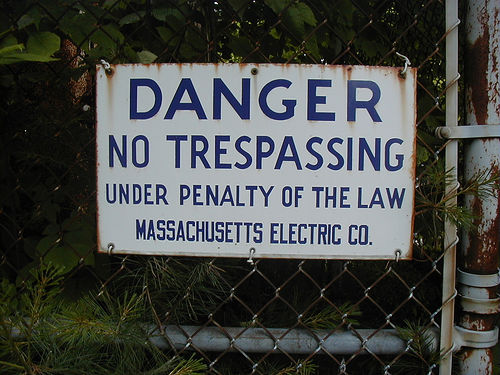 DANGER
NO TRESPASSING
UNDER PENALTY OF THE LAW
MASSACHUSETTS ELECTRIC CO.